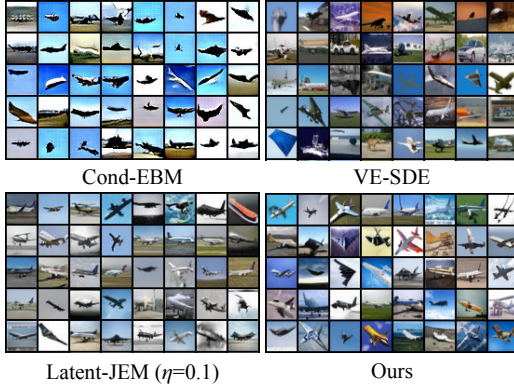 Cond-EBM
VE-SDE
Latent-JEM (η=0.1)
Ours